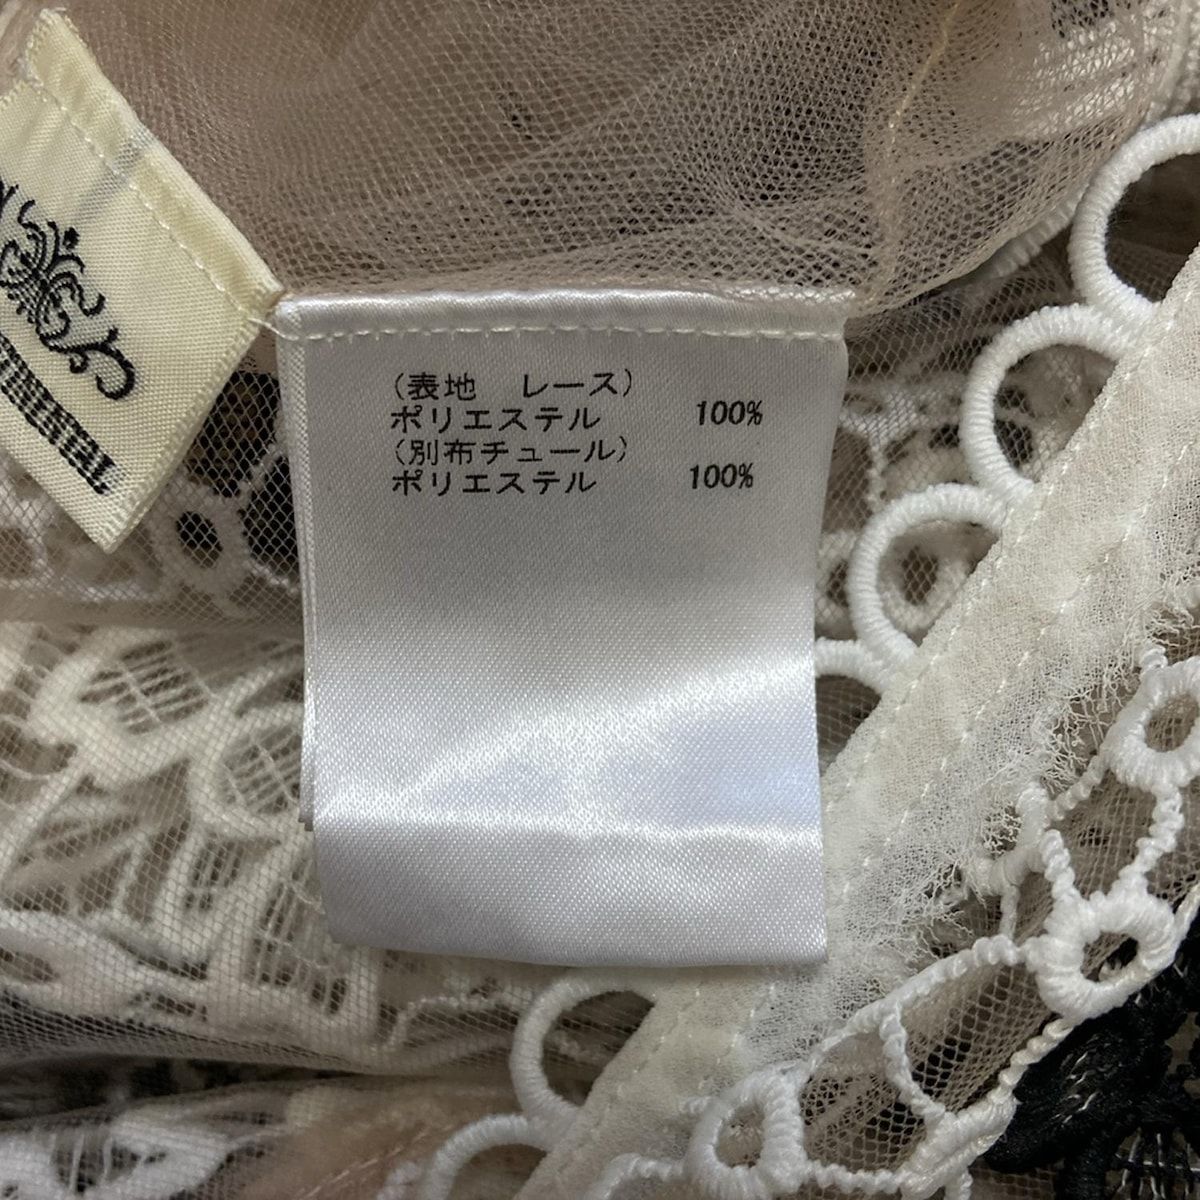 (表地　レース)
ポリエステル　100%
(別布チュール)
ポリエステル　100%